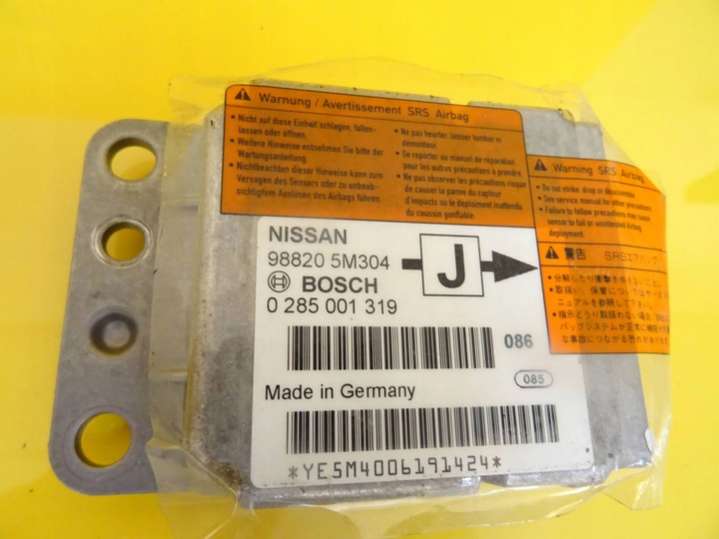 Warnung / Avertissement SRS Airbag
• Nicht auf diese Einheit schlagen, fallen-
lassen oder öffnen.
• Weitere Hinweise entnehmen Sie bitte der
Wartungsanleitung.
• Nichtbeachten dieser Hinweise kann zum
Versagen des Sensors oder zu unbeab-
sichtigtem Auslösen des Airbag führen.
• Ne pas heurter, laisser tomber ni
démonteur.
• Se reporter au manuel de réparation
pour les autres précautions à prendre.
• Ne pas observer les précautions risque
de causer la panne du capteur
d'impacts ou le déploiement inattendu
du coussin gonflable.
Warning SRS Airbag
• Do not strike, drop or disassemble.
• See service manual for other precautions.
• Failure to follow precautions may cause
sensor to fail or unintended airbag
deployment.
警告 SRSエアバッグ
NISSAN
98820 5M304
J
BOSCH
0 285 001 319
086
085
Made in Germany
*YE5M4006191424*